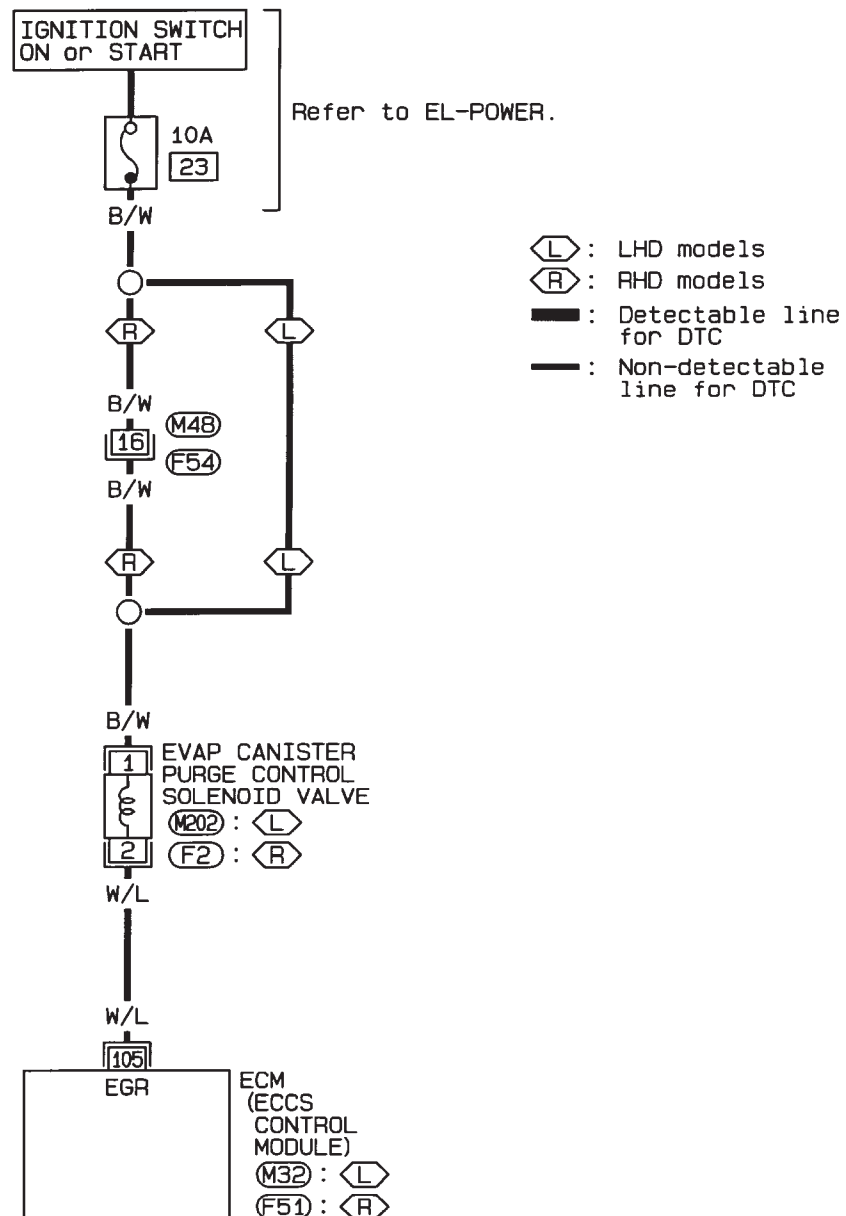 IGNITION SWITCH
ON or START
Refer to EL-POWER.
10A
23
B/W
L : LHD models
R : RHD models
: Detectable line
for DTC
: Non-detectable
line for DTC
R
L
B/W
16
M48
F54
B/W
R
L
B/W
1
EVAP CANISTER
PURGE CONTROL
SOLENOID VALVE
M202 : L
2
F2 : R
W/L
W/L
105
EGR
ECM
(ECCS
CONTROL
MODULE)
M32 : L
F51 : R